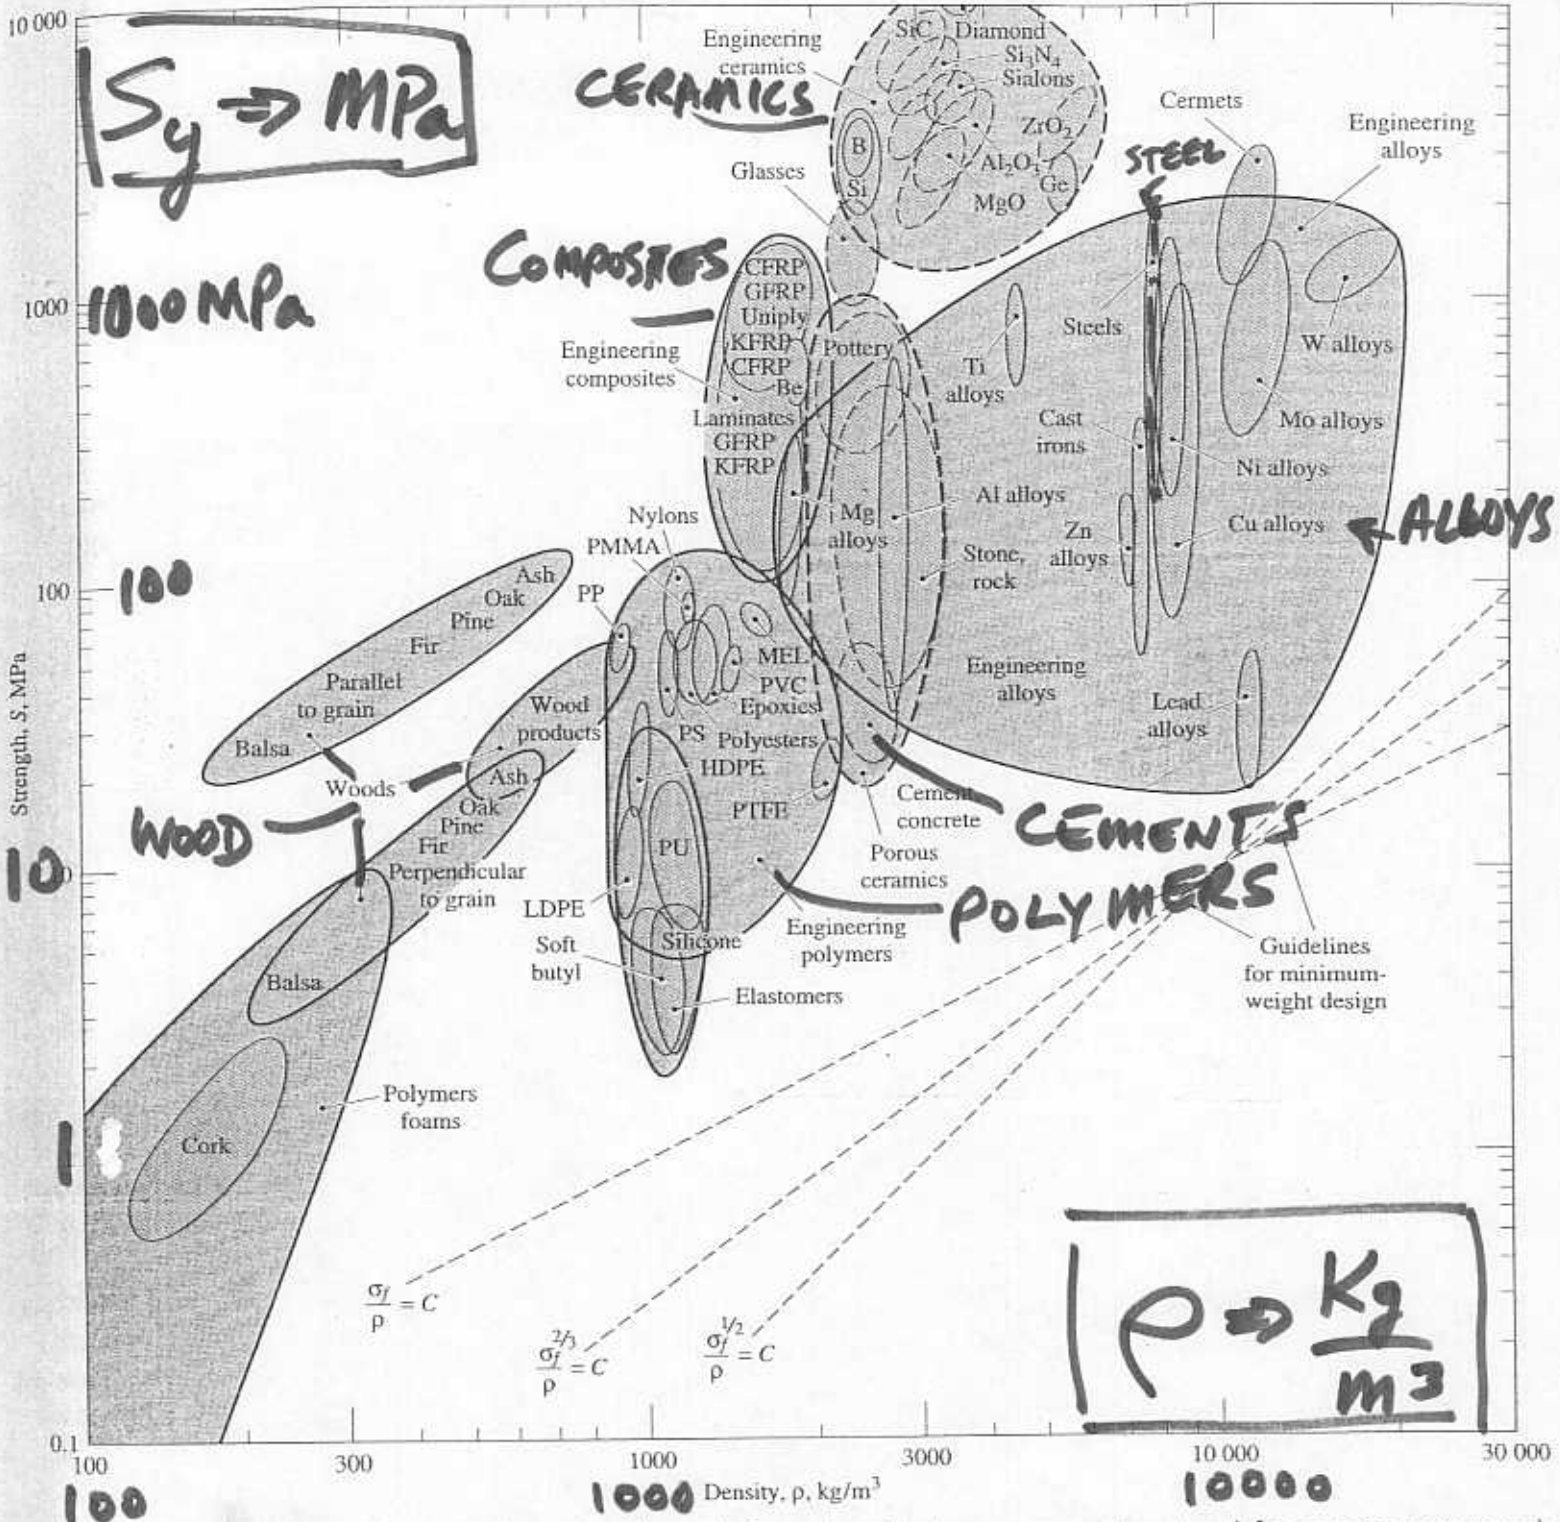 10 000
Sy ⇒ MPa
CERAMICS
Engineering
ceramics
SiC
Diamond
Si3N4
Sialons
B
ZrO2
Al2O3
Si
Ge
MgO
Glasses
Cermets
STEEL
Engineering
alloys
COMPOSITES
1000
1000 MPa
CFRP
GFRP
Uniply
KFRP
CFRP
Be
Engineering
composites
Laminates
GFRP
KFRP
Pottery
Ti
alloys
Steels
W alloys
Cast
irons
Mo alloys
Ni alloys
Mg
alloys
Al alloys
Zn
alloys
Cu alloys
← ALLOYS
Stone,
rock
Nylons
PMMA
PP
100
100
Ash
Oak
Pine
Fir
Parallel
to grain
Balsa
Woods
WOOD
Wood
products
Ash
Oak
Pine
Fir
Perpendicular
to grain
MEL
PVC
Epoxies
PS
Polyesters
HDPE
PTFE
PU
LDPE
Soft
butyl
Silicone
Elastomers
Engineering
polymers
POLYMERS
Engineering
alloys
Lead
alloys
Cement,
concrete
CEMENTS
Porous
ceramics
Guidelines
for minimum-
weight design
Strength, S, MPa
10
Balsa
Cork
Polymers
foams
1
σf/ρ = C
σf^2/3/ρ = C
σf^1/2/ρ = C
ρ ⇒ Kg/m3
0.1
100
300
1000
3000
10 000
30 000
100
1000
Density, ρ, kg/m3
10000